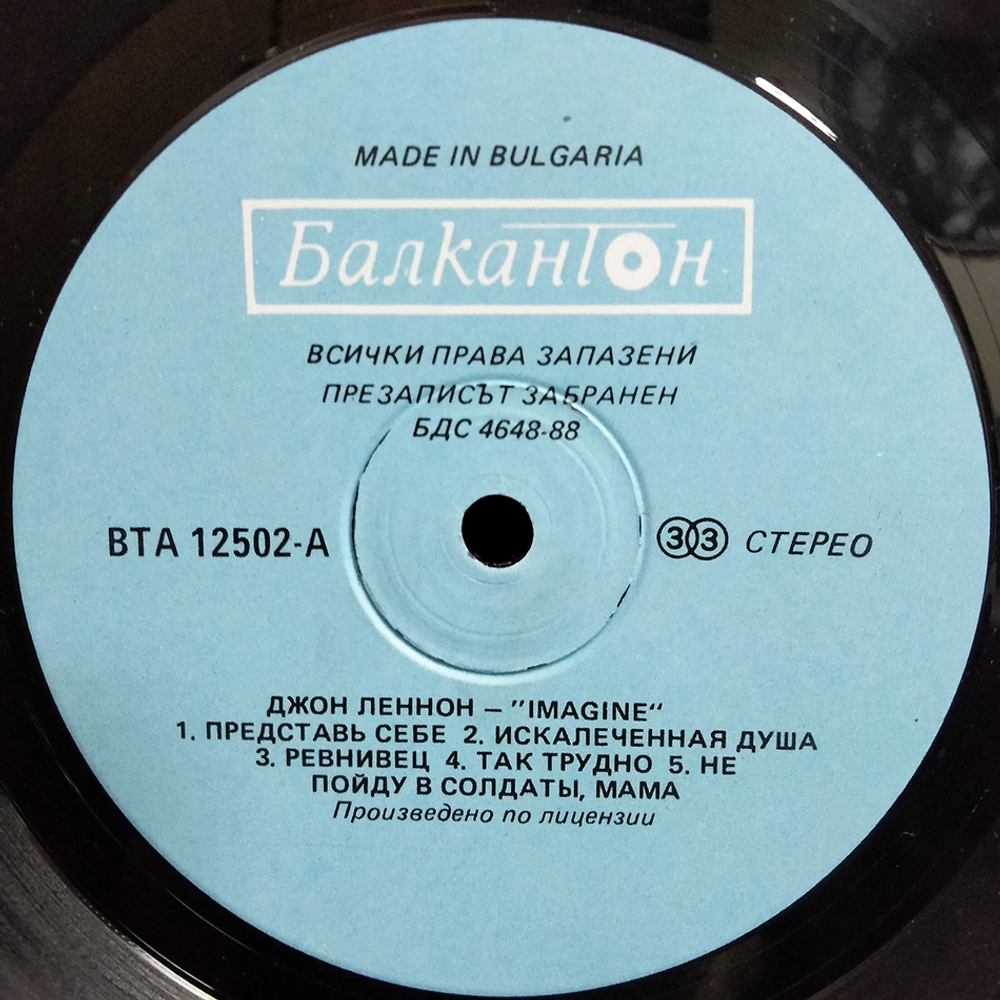 MADE IN BULGARIA
Балкантон
ВСИЧКИ ПРАВА ЗАПАЗЕНИ
ПРЕЗАПИСЪТ ЗАБРАНЕН
БДС 4648-88
ВТА 12502-А
33 СТЕРЕО
ДЖОН ЛЕННОН – "IMAGINE“
1. ПРЕДСТАВЬ СЕБЕ 2. ИСКАЛЕЧЕННАЯ ДУША
3. РЕВНИВЕЦ 4. ТАК ТРУДНО 5. НЕ
ПОЙДУ В СОЛДАТЫ, МАМА
Произведено по лицензии